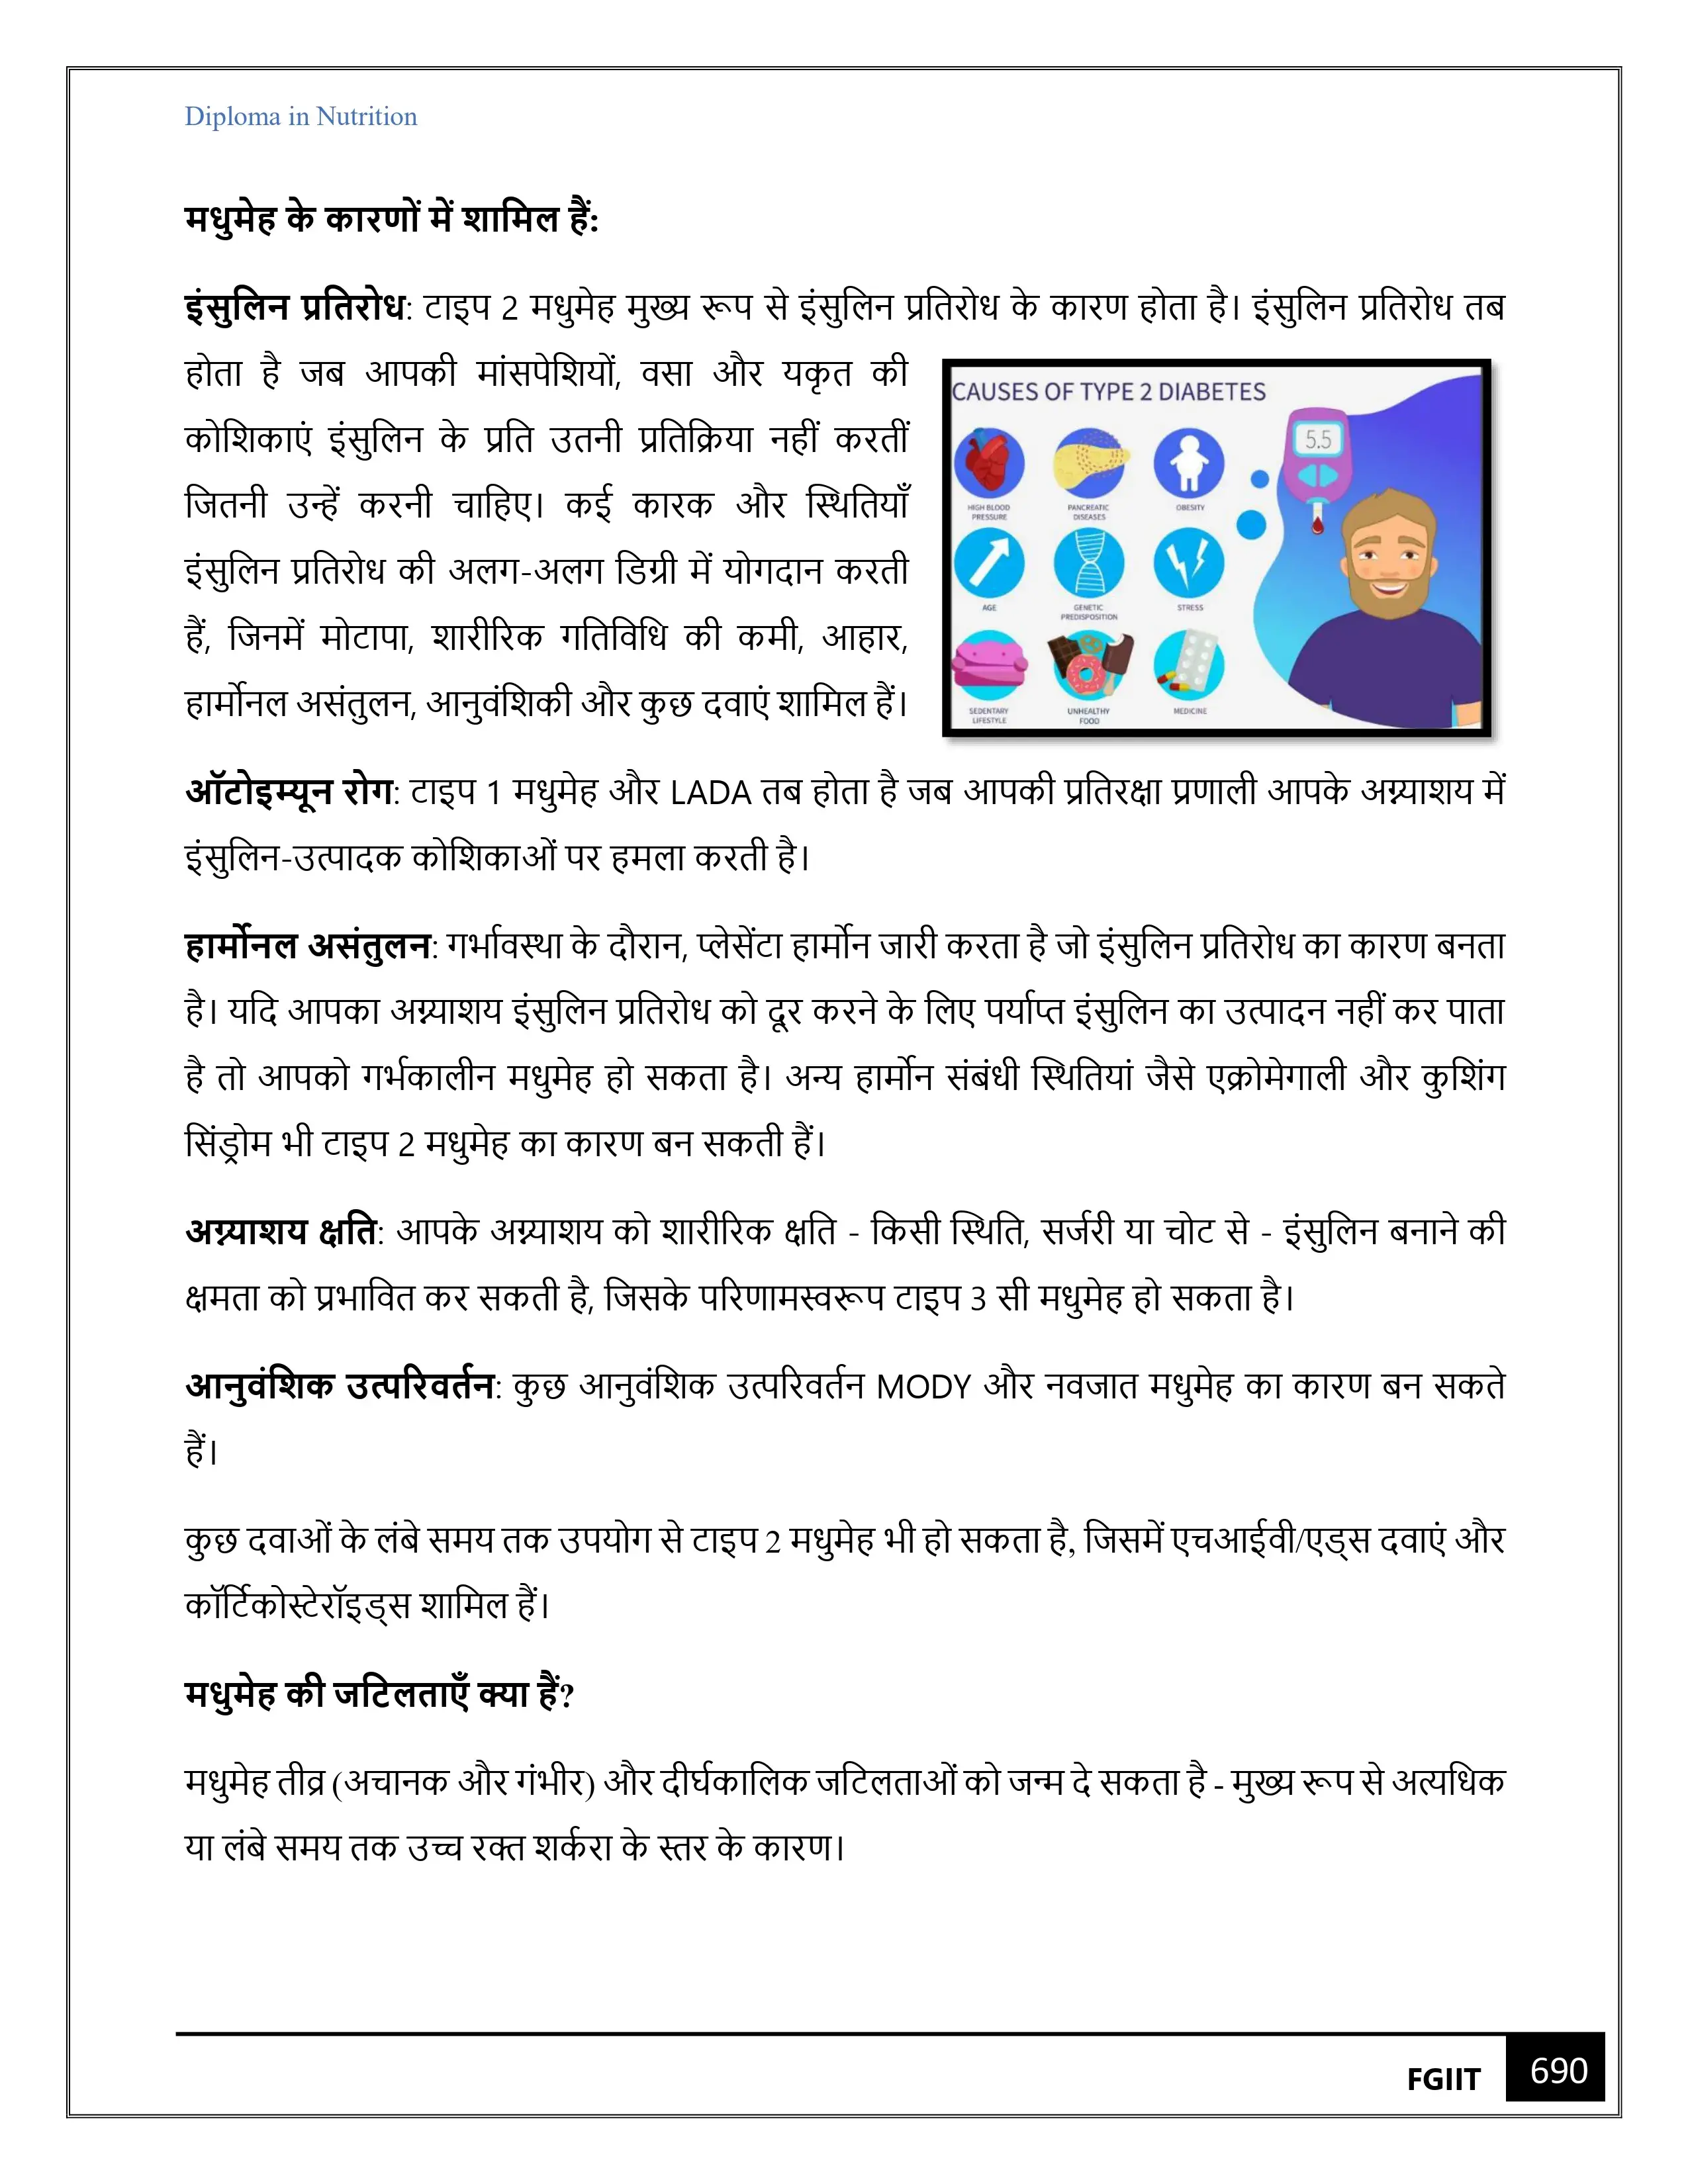 Diploma in Nutrition
मधुमेह के कारणों में शामिल हैं:
इंसुलिन प्रतिरोध: टाइप 2 मधुमेह मुख्य रूप से इंसुलिन प्रतिरोध के कारण होता है। इंसुलिन प्रतिरोध तब
होता है जब आपकी मांसपेशियों, वसा और यकृत की
कोशिकाएं इंसुलिन के प्रति उतनी प्रतिक्रिया नहीं करतीं
जितनी उन्हें करनी चाहिए। कई कारक और स्थितियाँ
इंसुलिन प्रतिरोध की अलग-अलग डिग्री में योगदान करती
हैं, जिनमें मोटापा, शारीरिक गतिविधि की कमी, आहार,
हार्मोनल असंतुलन, आनुवंशिकी और कुछ दवाएं शामिल हैं।
CAUSES OF TYPE 2 DIABETES
5.5
HIGH BLOOD
PRESSURE
PANCREATIC
DISEASES
OBESITY
AGE
GENETIC
PREDISPOSITION
STRESS
SEDENTARY
LIFESTYLE
UNHEALTHY
FOOD
MEDICINE
ऑटोइम्यून रोग: टाइप 1 मधुमेह और LADA तब होता है जब आपकी प्रतिरक्षा प्रणाली आपके अग्न्याशय में
इंसुलिन-उत्पादक कोशिकाओं पर हमला करती है।
हार्मोनल असंतुलन: गर्भावस्था के दौरान, प्लेसेंटा हार्मोन जारी करता है जो इंसुलिन प्रतिरोध का कारण बनता
है। यदि आपका अग्न्याशय इंसुलिन प्रतिरोध को दूर करने के लिए पर्याप्त इंसुलिन का उत्पादन नहीं कर पाता
है तो आपको गर्भकालीन मधुमेह हो सकता है। अन्य हार्मोन संबंधी स्थितियां जैसे एक्रोमेगाली और कुशिंग
सिंड्रोम भी टाइप 2 मधुमेह का कारण बन सकती हैं।
अग्न्याशय क्षति: आपके अग्न्याशय को शारीरिक क्षति - किसी स्थिति, सर्जरी या चोट से - इंसुलिन बनाने की
क्षमता को प्रभावित कर सकती है, जिसके परिणामस्वरूप टाइप 3 सी मधुमेह हो सकता है।
आनुवंशिक उत्परिवर्तन: कुछ आनुवंशिक उत्परिवर्तन MODY और नवजात मधुमेह का कारण बन सकते
हैं।
कुछ दवाओं के लंबे समय तक उपयोग से टाइप 2 मधुमेह भी हो सकता है, जिसमें एचआईवी/एड्स दवाएं और
कॉर्टिकोस्टेरॉइड्स शामिल हैं।
मधुमेह की जटिलताएँ क्या हैं?
मधुमेह तीव्र (अचानक और गंभीर) और दीर्घकालिक जटिलताओं को जन्म दे सकता है - मुख्य रूप से अत्यधिक
या लंबे समय तक उच्च रक्त शर्करा के स्तर के कारण।
FGIIT
690